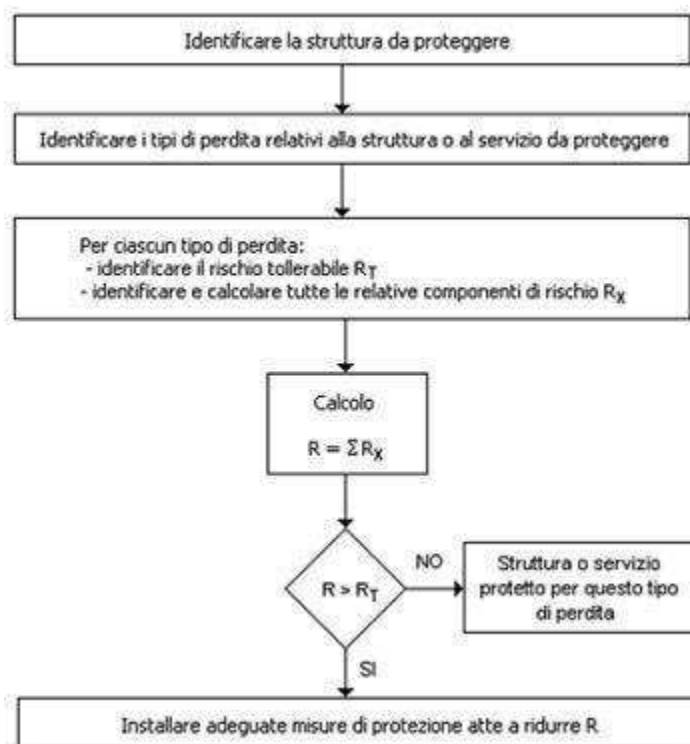 Identificare la struttura da proteggere
Identificare i tipi di perdita relativi alla struttura o al servizio da proteggere
Per ciascun tipo di perdita:
- identificare il rischio tollerabile RT
- identificare e calcolare tutte le relative componenti di rischio RX
Calcolo
R = ΣRX
R > RT
NO
Struttura o servizio
protetto per questo tipo
di perdita
SI
Installare adeguate misure di protezione atte a ridurre R